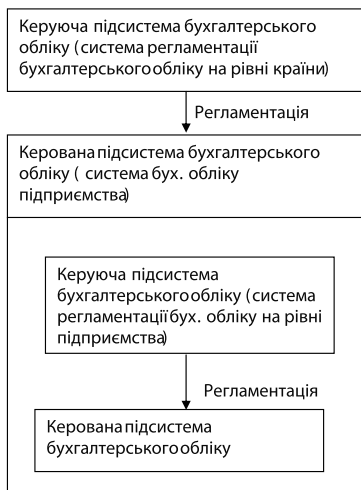 Керуюча підсистема бухгалтерського
обліку (система регламентації
бухгалтерського обліку на рівні країни)
Регламентація
Керована підсистема бухгалтерського
обліку ( система бух. обліку
підприємства)
Керуюча підсистема
бухгалтерського обліку (система
регламентації бух. обліку на рівні
підприємства)
Регламентація
Керована підсистема
бухгалтерського обліку